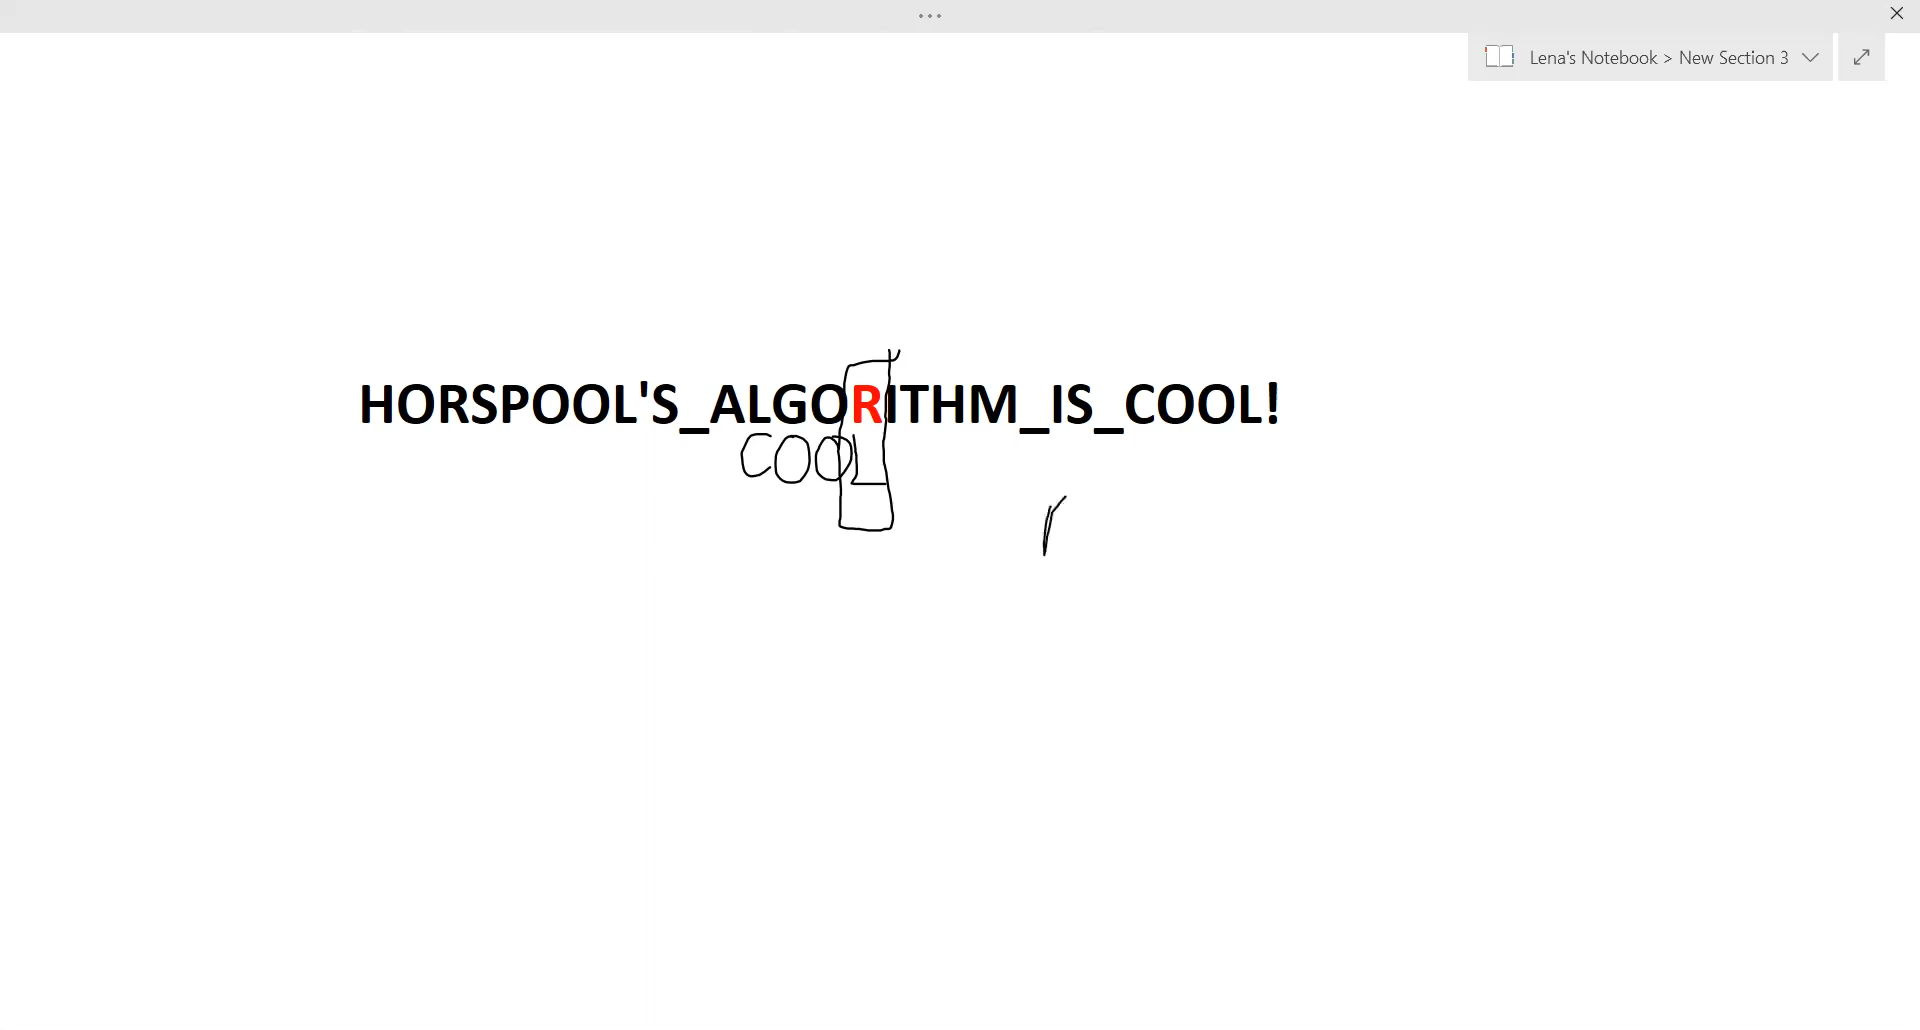 Lena's Notebook > New Section 3
HORSPOOL'S_ALGORITHM_IS_COOL!
COOL
r